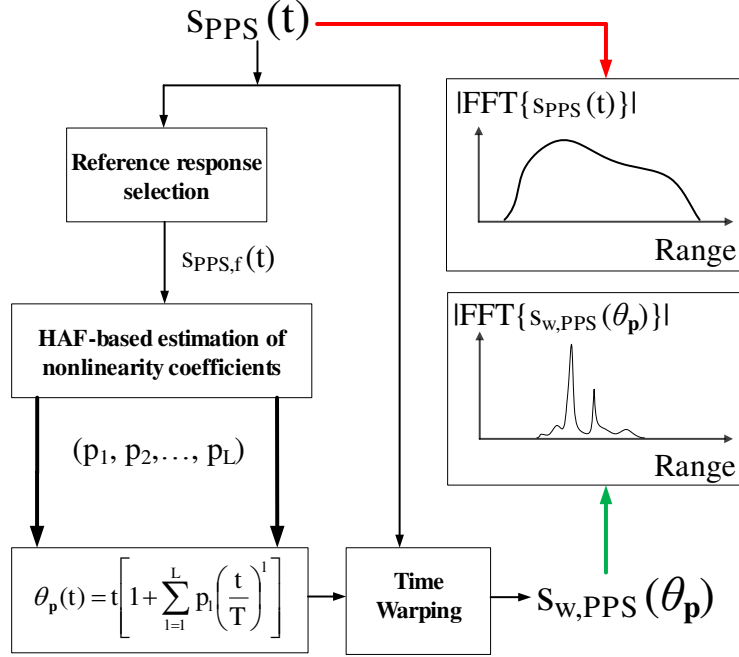 s_PPS(t)
|FFT{s_PPS(t)}|
Range
Reference response
selection
s_PPS,f(t)
HAF-based estimation of
nonlinearity coefficients
|FFT{s_w,PPS(θ_p)}|
Range
(p_1, p_2,..., p_L)
θ_p(t) = t[1+∑_{l=1}^{L} p_l(t/T)^l]
Time
Warping
s_w,PPS(θ_p)